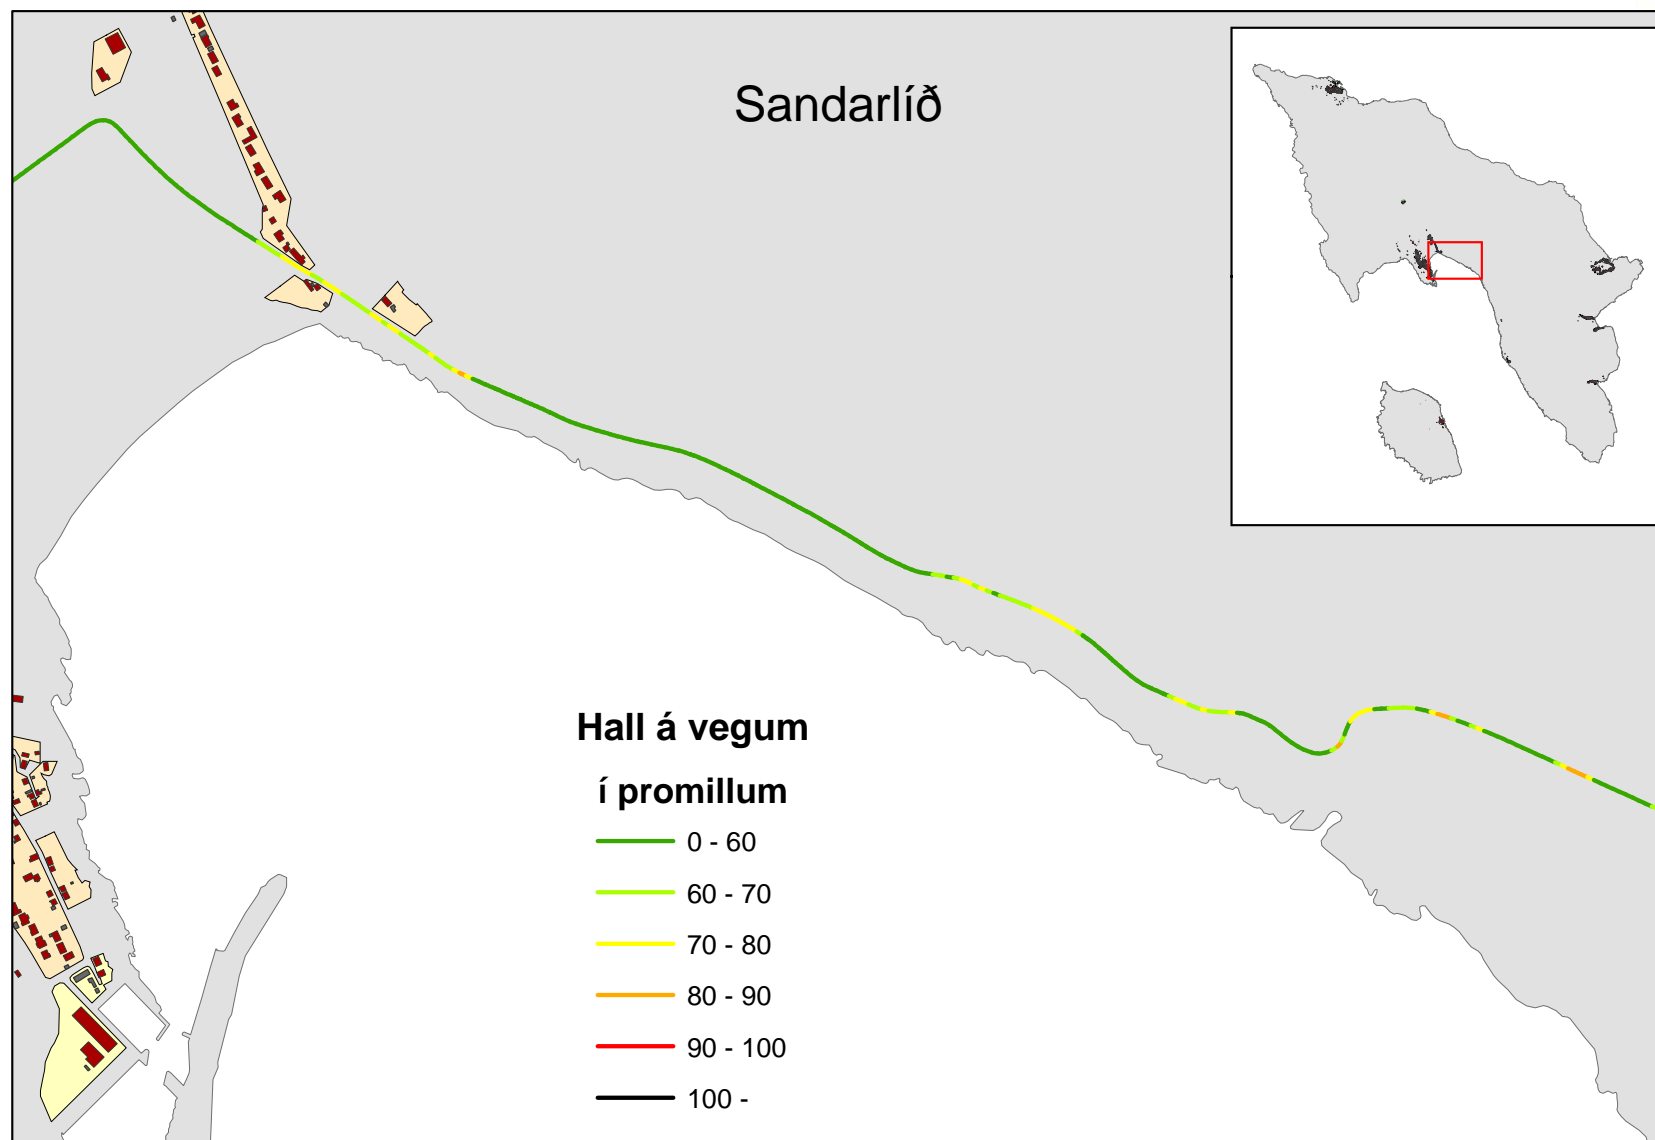 Sandarlíð
Hall á vegum
í promillum
0 - 60
60 - 70
70 - 80
80 - 90
90 - 100
100 -